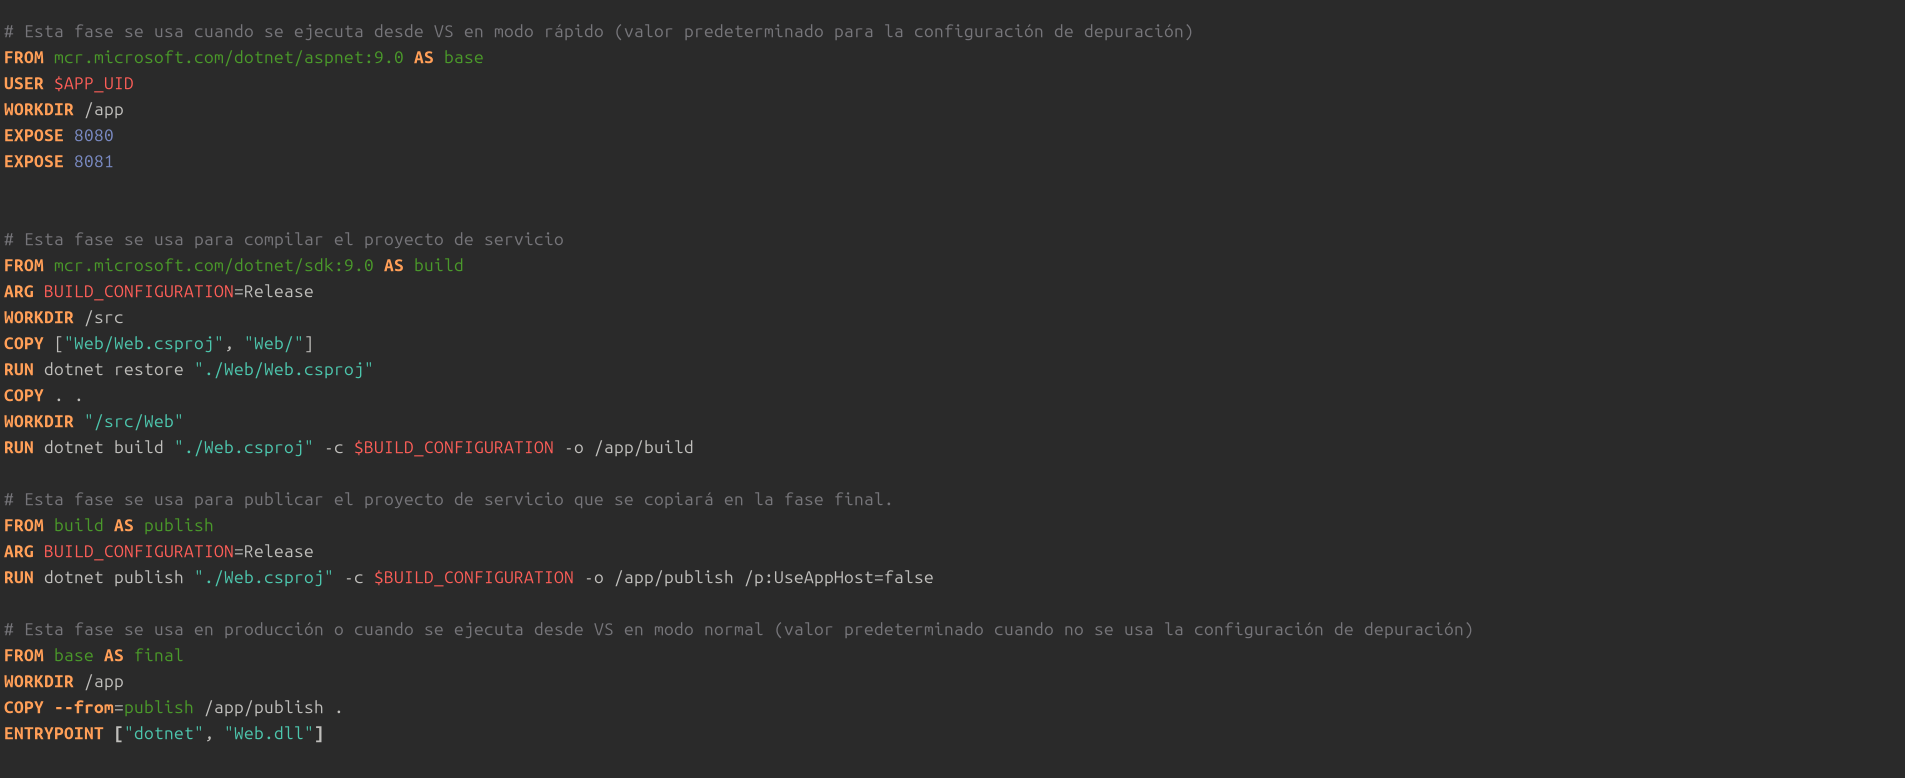 # Esta fase se usa cuando se ejecuta desde VS en modo rápido (valor predeterminado para la configuración de depuración)
FROM mcr.microsoft.com/dotnet/aspnet:9.0 AS base
USER $APP_UID
WORKDIR /app
EXPOSE 8080
EXPOSE 8081
# Esta fase se usa para compilar el proyecto de servicio
FROM mcr.microsoft.com/dotnet/sdk:9.0 AS build
ARG BUILD_CONFIGURATION=Release
WORKDIR /src
COPY ["Web/Web.csproj", "Web/"]
RUN dotnet restore "./Web/Web.csproj"
COPY . .
WORKDIR "/src/Web"
RUN dotnet build "./Web.csproj" -c $BUILD_CONFIGURATION -o /app/build
# Esta fase se usa para publicar el proyecto de servicio que se copiará en la fase final.
FROM build AS publish
ARG BUILD_CONFIGURATION=Release
RUN dotnet publish "./Web.csproj" -c $BUILD_CONFIGURATION -o /app/publish /p:UseAppHost=false
# Esta fase se usa en producción o cuando se ejecuta desde VS en modo normal (valor predeterminado cuando no se usa la configuración de depuración)
FROM base AS final
WORKDIR /app
COPY --from=publish /app/publish .
ENTRYPOINT ["dotnet", "Web.dll"]